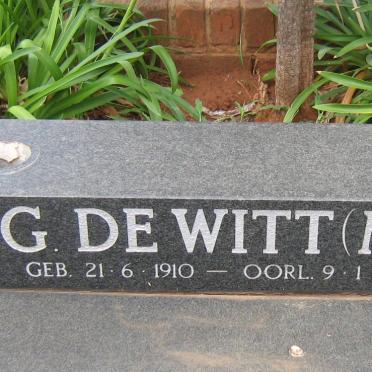 G. DE WITT (
GEB. 21 · 6 · 1910 — OORL. 9 · 1